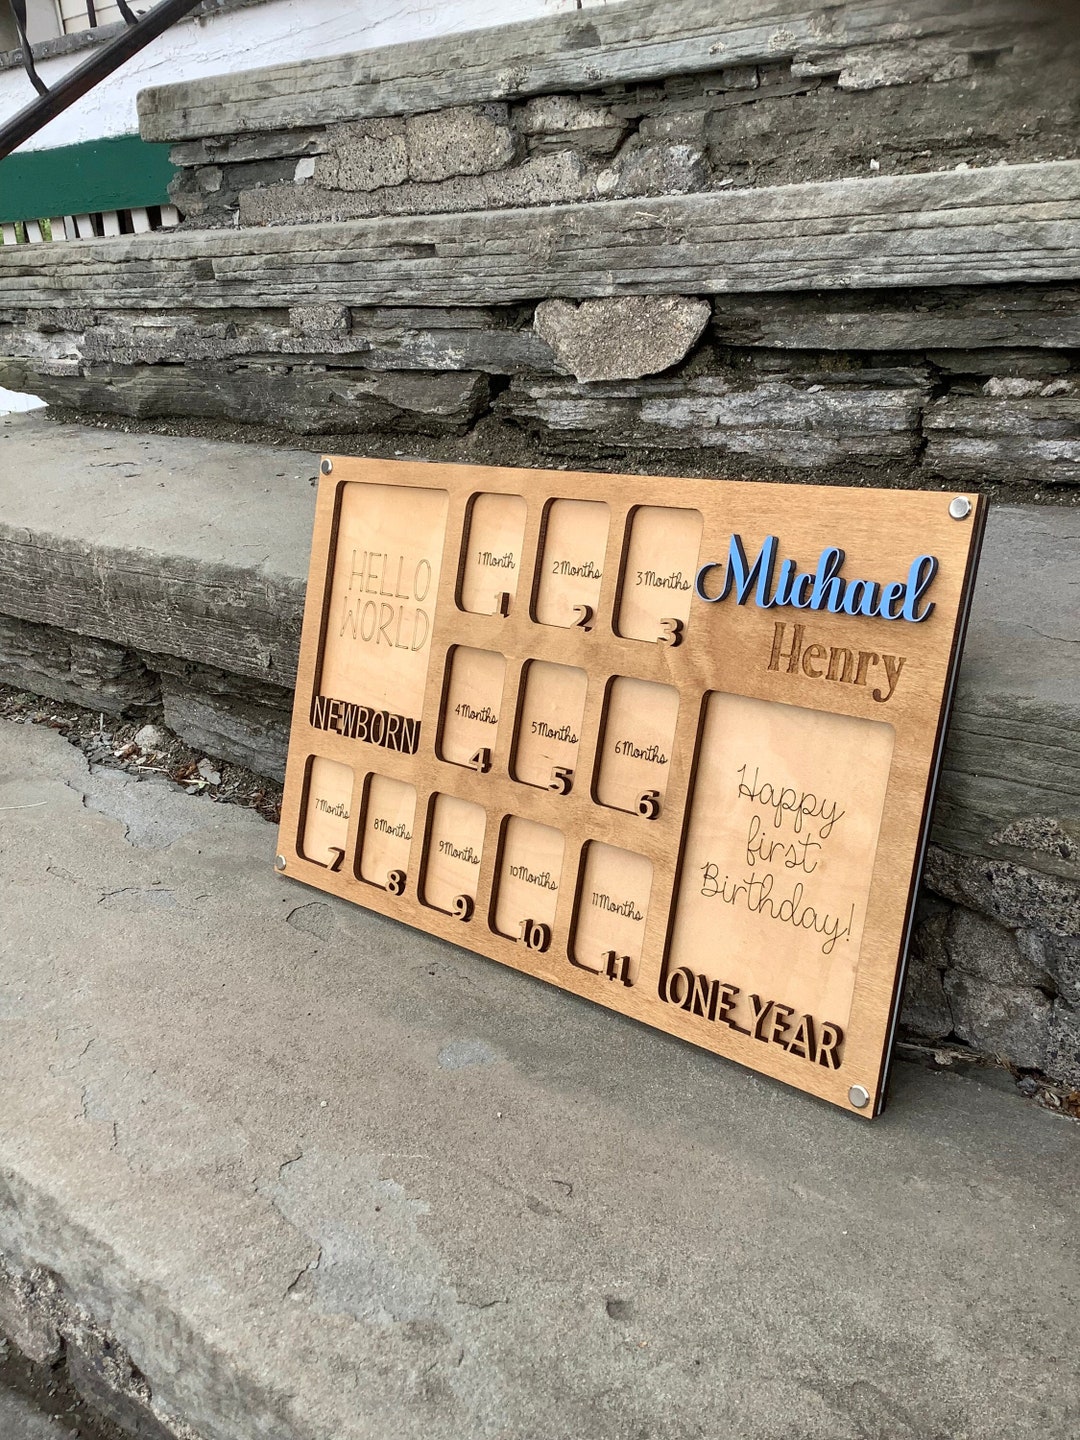 HELLO
WORLD
NEWBORN
1 Month
1
2 Months
2
3 Months
3
Michael
Henry
4 Months
4
5 Months
5
6 Months
6
7 Months
7
8 Months
8
9 Months
9
10 Months
10
11 Months
11
Happy
first
Birthday!
ONE YEAR